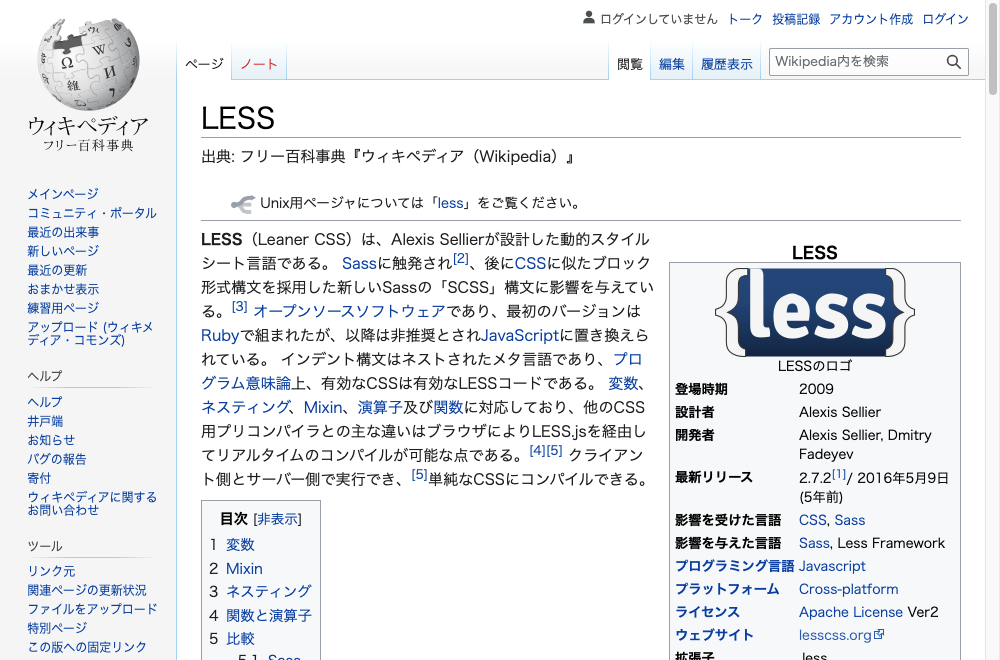 ログインしていません トーク 投稿記録 アカウント作成 ログイン
ページ ノート 閲覧 編集 履歴表示 Wikipedia内を検索
ウィキペディア
フリー百科事典
メインページ
コミュニティ・ポータル
最近の出来事
新しいページ
最近の更新
おまかせ表示
練習用ページ
アップロード (ウィキメ
ディア・コモンズ)
ヘルプ
ヘルプ
井戸端
お知らせ
バグの報告
寄付
ウィキペディアに関する
お問い合わせ
ツール
リンク元
関連ページの更新状況
ファイルをアップロード
特別ページ
この版への固定リンク
LESS
出典: フリー百科事典『ウィキペディア（Wikipedia）』
Unix用ページャについては「less」をご覧ください。
LESS（Leaner CSS）は、Alexis Sellierが設計した動的スタイル
シート言語である。 Sassに触発され[2]、後にCSSに似たブロック
形式構文を採用した新しいSassの「SCSS」構文に影響を与えてい
る。[3] オープンソースソフトウェアであり、最初のバージョンは
Rubyで組まれたが、以降は非推奨とされJavaScriptに置き換えら
れている。 インデント構文はネストされたメタ言語であり、プロ
グラム意味論上、有効なCSSは有効なLESSコードである。 変数、
ネスティング、Mixin、演算子及び関数に対応しており、他のCSS
用プリコンパイラとの主な違いはブラウザによりLESS.jsを経由し
てリアルタイムのコンパイルが可能な点である。[4][5] クライアン
ト側とサーバー側で実行でき、[5]単純なCSSにコンパイルできる。
目次 [非表示]
1 変数
2 Mixin
3 ネスティング
4 関数と演算子
5 比較
5.1 Sass
LESS
{less}
LESSのロゴ
登場時期 2009
設計者 Alexis Sellier
開発者 Alexis Sellier, Dmitry
Fadeyev
最新リリース 2.7.2[1]/ 2016年5月9日
(5年前)
影響を受けた言語 CSS, Sass
影響を与えた言語 Sass, Less Framework
プログラミング言語 Javascript
プラットフォーム Cross-platform
ライセンス Apache License Ver2
ウェブサイト lesscss.org
拡張子 .less